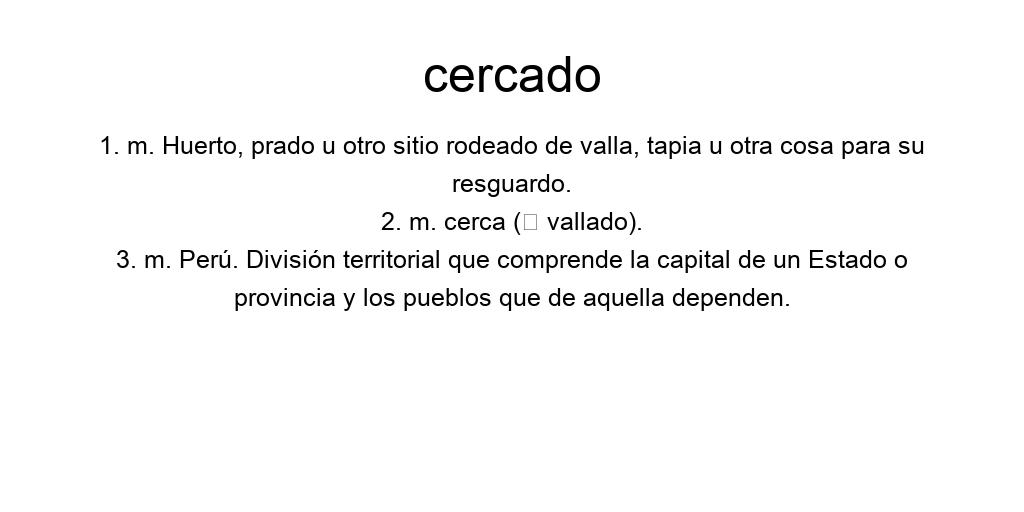 cercado
1. m. Huerto, prado u otro sitio rodeado de valla, tapia u otra cosa para su
resguardo.
2. m. cerca (▯ vallado).
3. m. Perú. División territorial que comprende la capital de un Estado o
provincia y los pueblos que de aquella dependen.